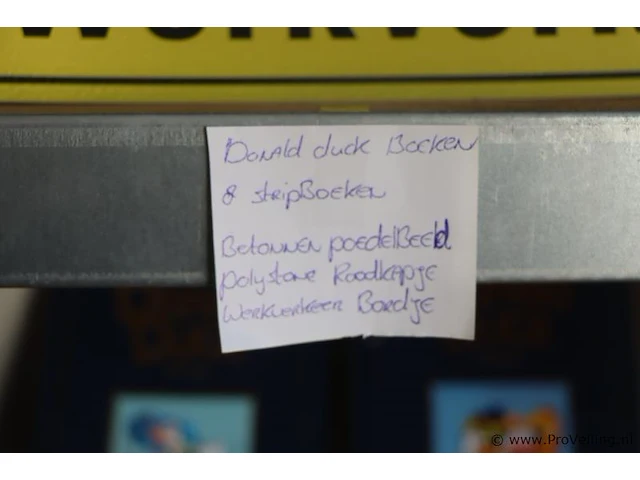 Donald duck Boeken
8 stripBoeken
Betonnen poedelBeeld
polystone Roodkapje
Werkverkeer Bordje
© www.ProVeiling.nl